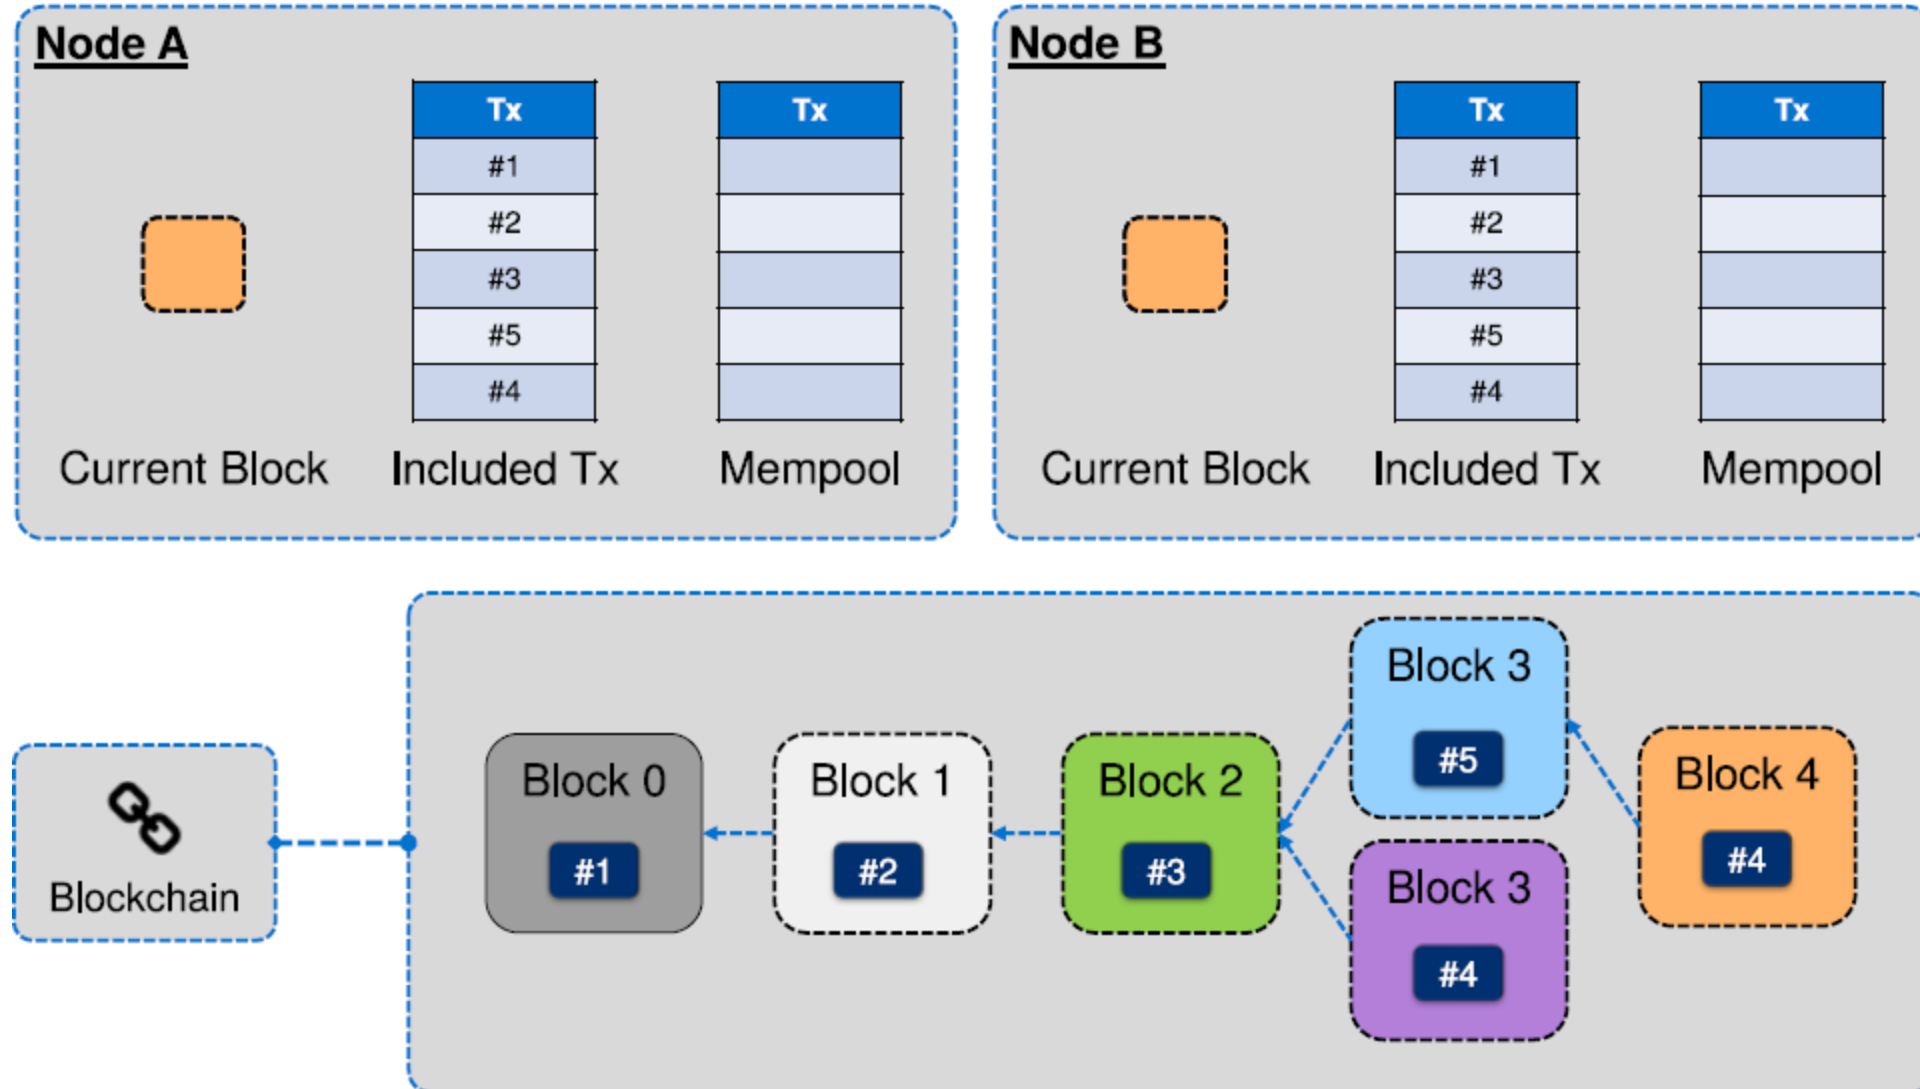 Node A
Tx
#1
#2
#3
#5
#4
Tx
Current Block
Included Tx
Mempool
Node B
Tx
#1
#2
#3
#5
#4
Tx
Current Block
Included Tx
Mempool
Blockchain
Block 0
#1
Block 1
#2
Block 2
#3
Block 3
#5
Block 3
#4
Block 4
#4